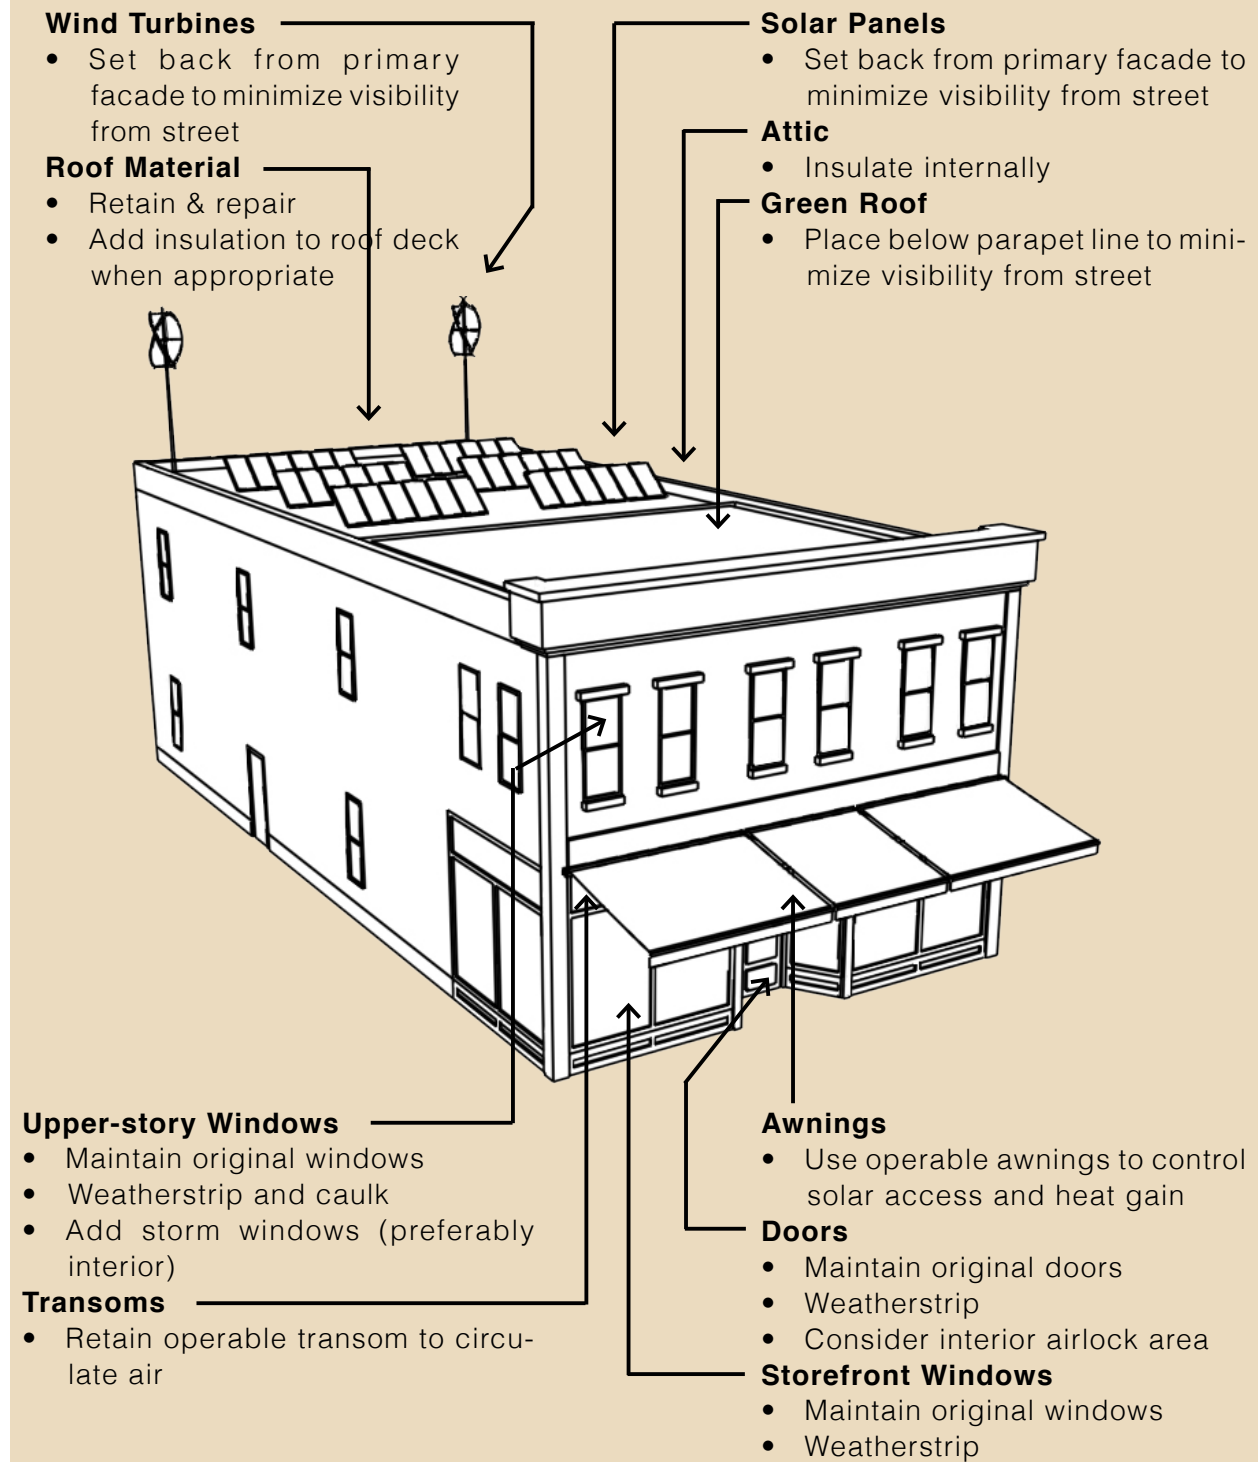 Wind Turbines
• Set back from primary
facade to minimize visibility
from street
Roof Material
• Retain & repair
• Add insulation to roof deck
when appropriate
Solar Panels
• Set back from primary facade to
minimize visibility from street
Attic
• Insulate internally
Green Roof
• Place below parapet line to mini-
mize visibility from street
Upper-story Windows
• Maintain original windows
• Weatherstrip and caulk
• Add storm windows (preferably
interior)
Transoms
• Retain operable transom to circu-
late air
Awnings
• Use operable awnings to control
solar access and heat gain
Doors
• Maintain original doors
• Weatherstrip
• Consider interior airlock area
Storefront Windows
• Maintain original windows
• Weatherstrip